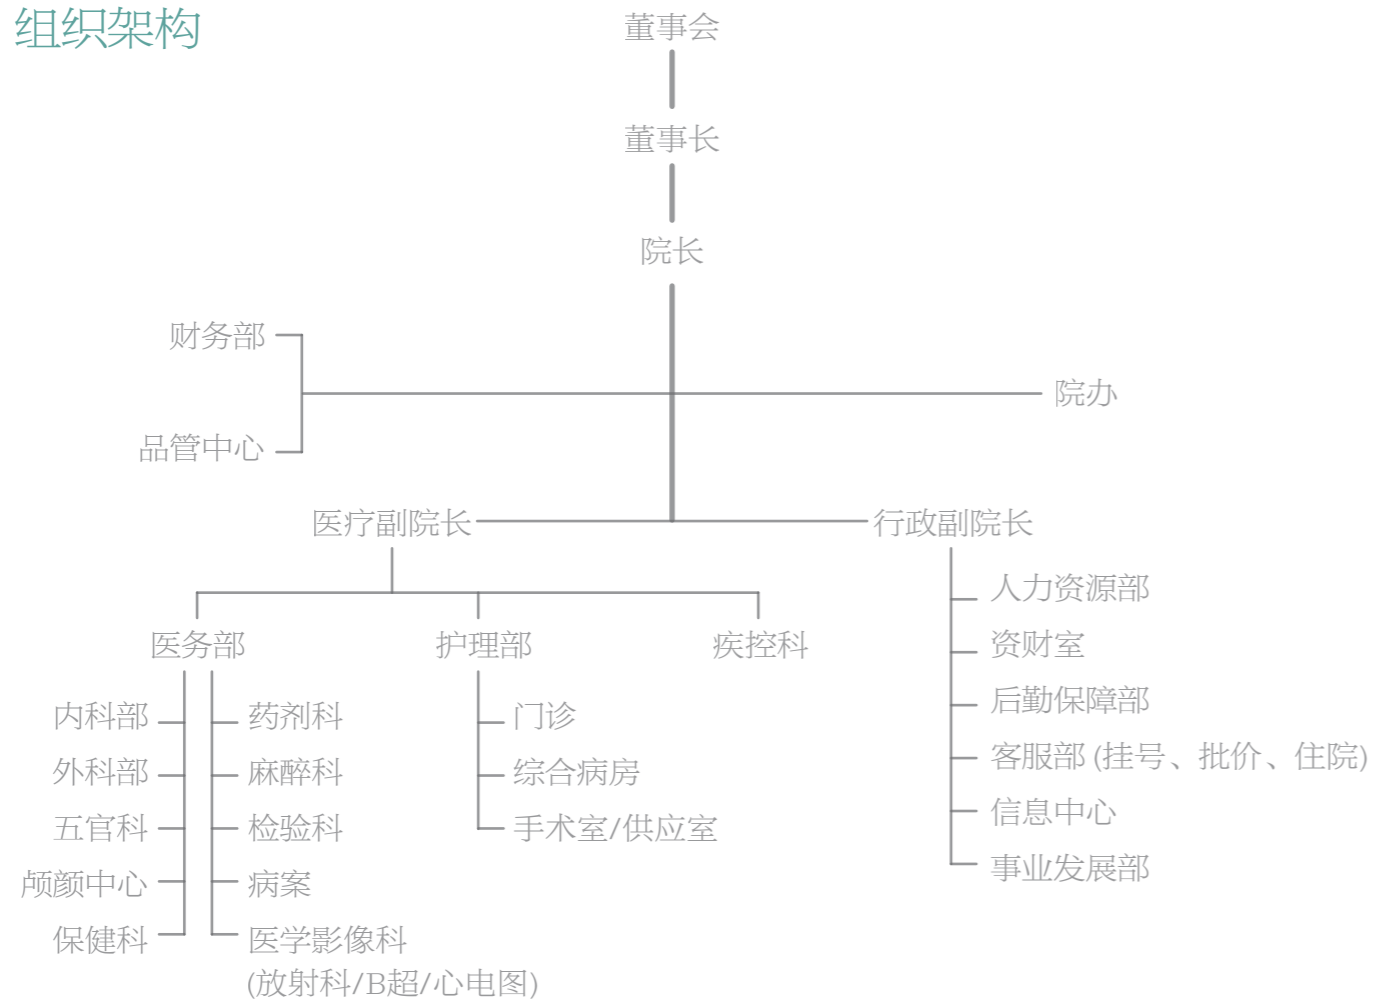 组织架构
董事会
董事长
院长
财务部
院办
品管中心
医疗副院长
行政副院长
人力资源部
资财室
后勤保障部
客服部 (挂号、批价、住院)
信息中心
事业发展部
医务部
护理部
疾控科
内科部
外科部
五官科
颅颜中心
保健科
药剂科
麻醉科
检验科
病案
医学影像科
(放射科/B超/心电图)
门诊
综合病房
手术室/供应室